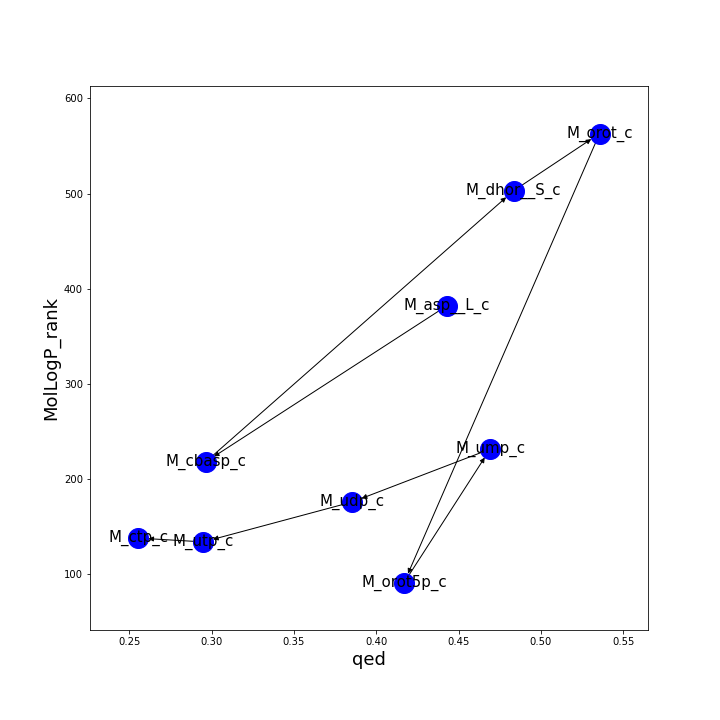 600
500
400
300
200
100
MolLogP_rank
M_orot_c
M_dhor__S_c
M_asp__L_c
M_cbasp_c
M_ump_c
M_udp_c
M_ctp_c
M_utp_c
M_orot5p_c
0.25
0.30
0.35
0.40
0.45
0.50
0.55
qed